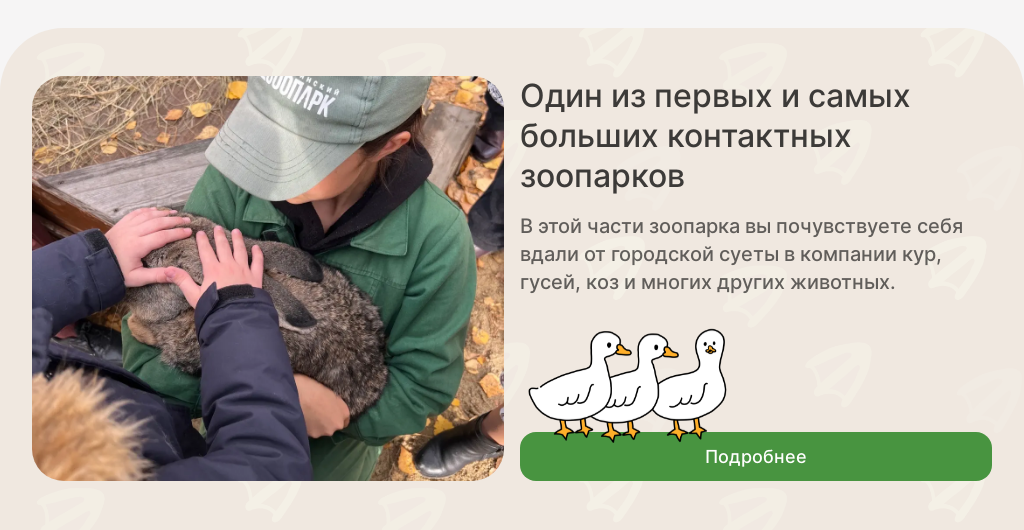 ЗООПАРК
Один из первых и самых
больших контактных
зоопарков
В этой части зоопарка вы почувствуете себя
вдали от городской суеты в компании кур,
гусей, коз и многих других животных.
Подробнее